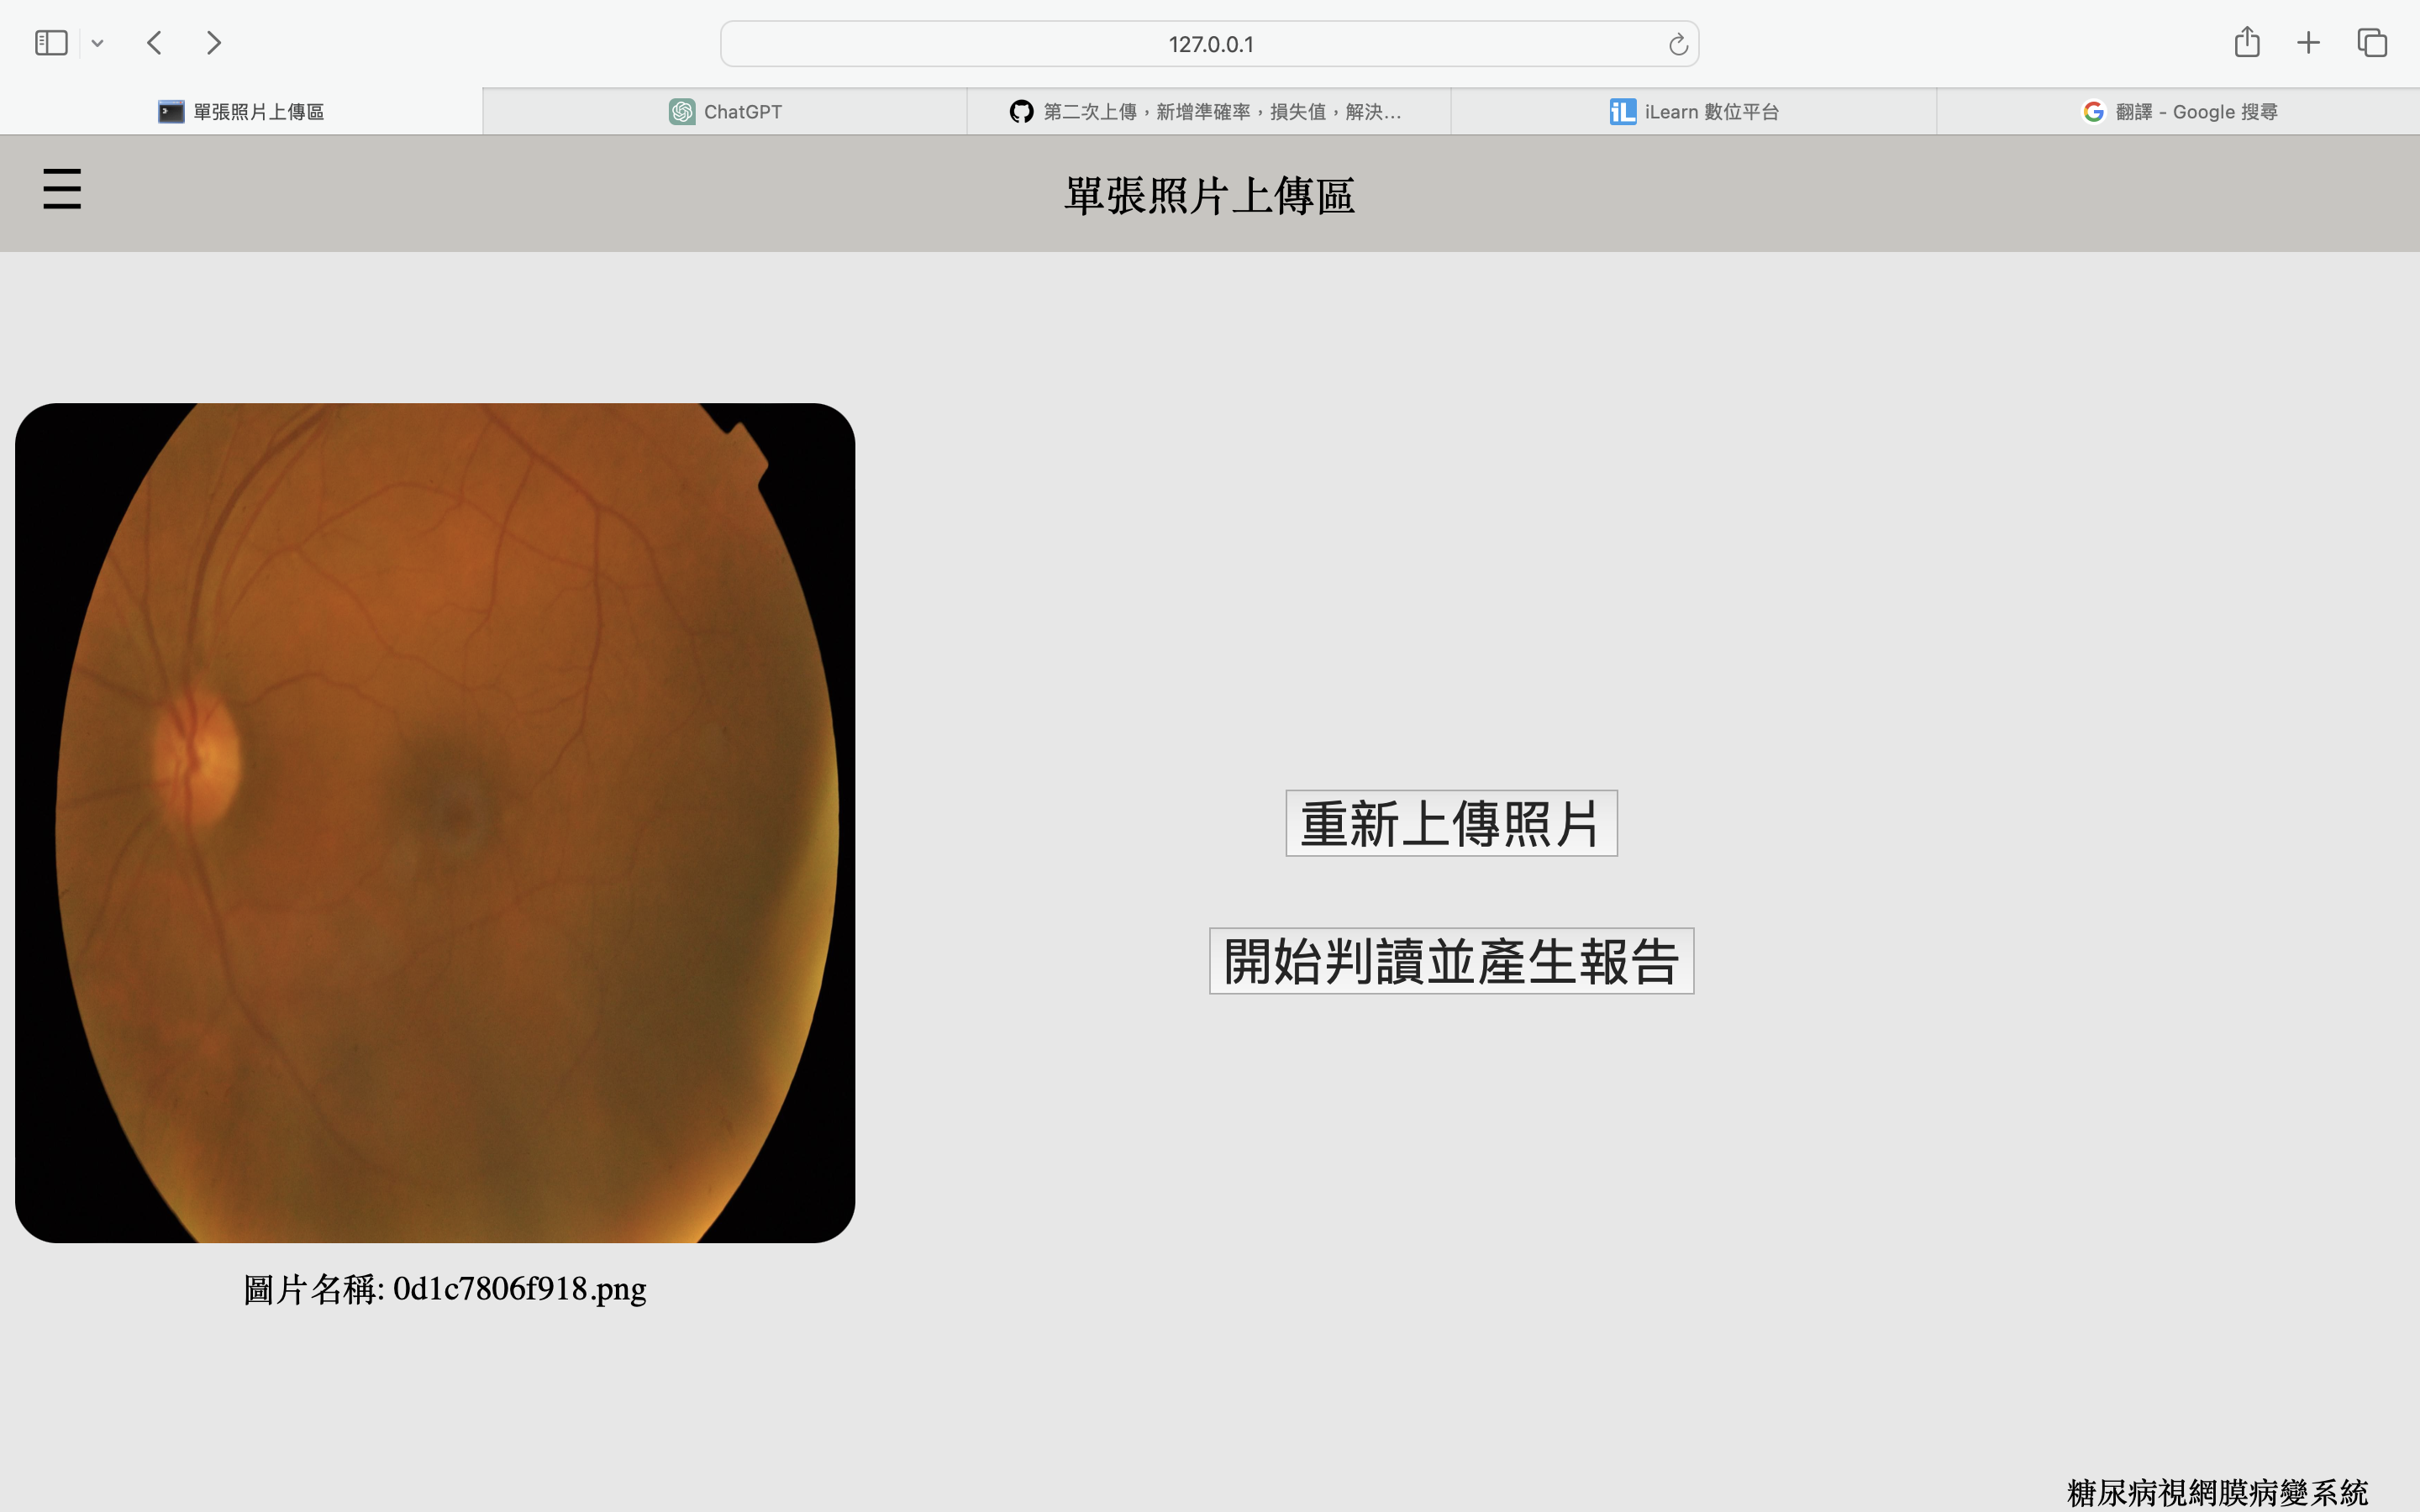 127.0.0.1
單張照片上傳區
ChatGPT
第二次上傳，新增準確率，損失值，解決...
iLearn 數位平台
翻譯 - Google 搜尋
單張照片上傳區
重新上傳照片
開始判讀並產生報告
圖片名稱: 0d1c7806f918.png
糖尿病視網膜病變系統